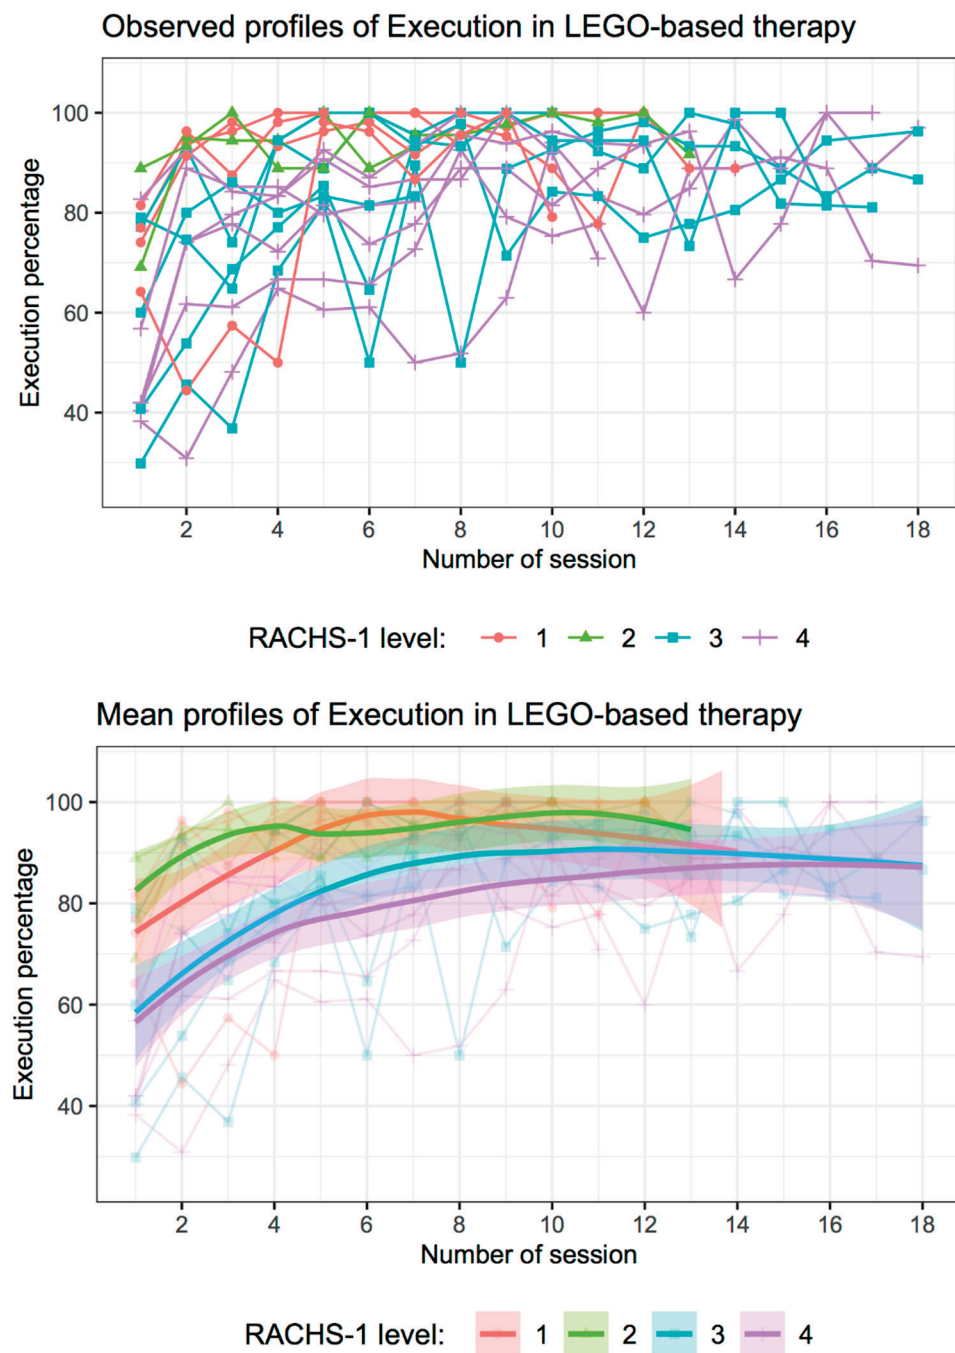 Observed profiles of Execution in LEGO-based therapy
100
80
60
40
Execution percentage
2 4 6 8 10 12 14 16 18
Number of session
RACHS-1 level: 1 2 3 4
Mean profiles of Execution in LEGO-based therapy
100
80
60
40
Execution percentage
2 4 6 8 10 12 14 16 18
Number of session
RACHS-1 level: 1 2 3 4